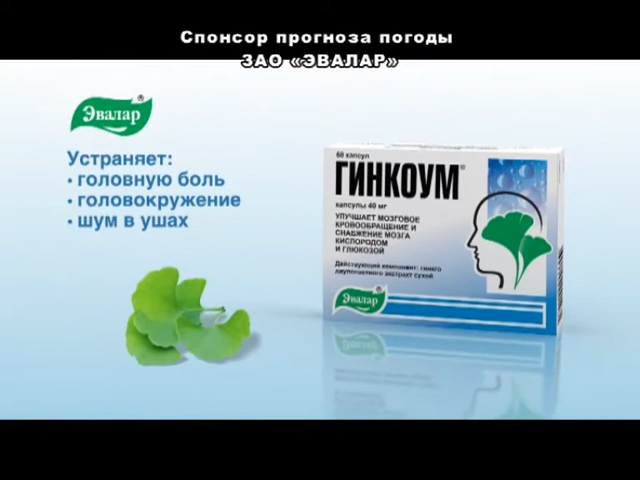 Спонсор прогноза погоды
ЗАО «ЭВАЛАР»
Эвалар®
Устраняет:
• головную боль
• головокружение
• шум в ушах
60 капсул
ГИНКОУМ®
капсулы 40 мг
УЛУЧШАЕТ МОЗГОВОЕ
КРОВООБРАЩЕНИЕ И
СНАБЖЕНИЕ МОЗГА
КИСЛОРОДОМ
И ГЛЮКОЗОЙ
Действующий компонент: гинкго
двулопастного экстракт сухой
Эвалар